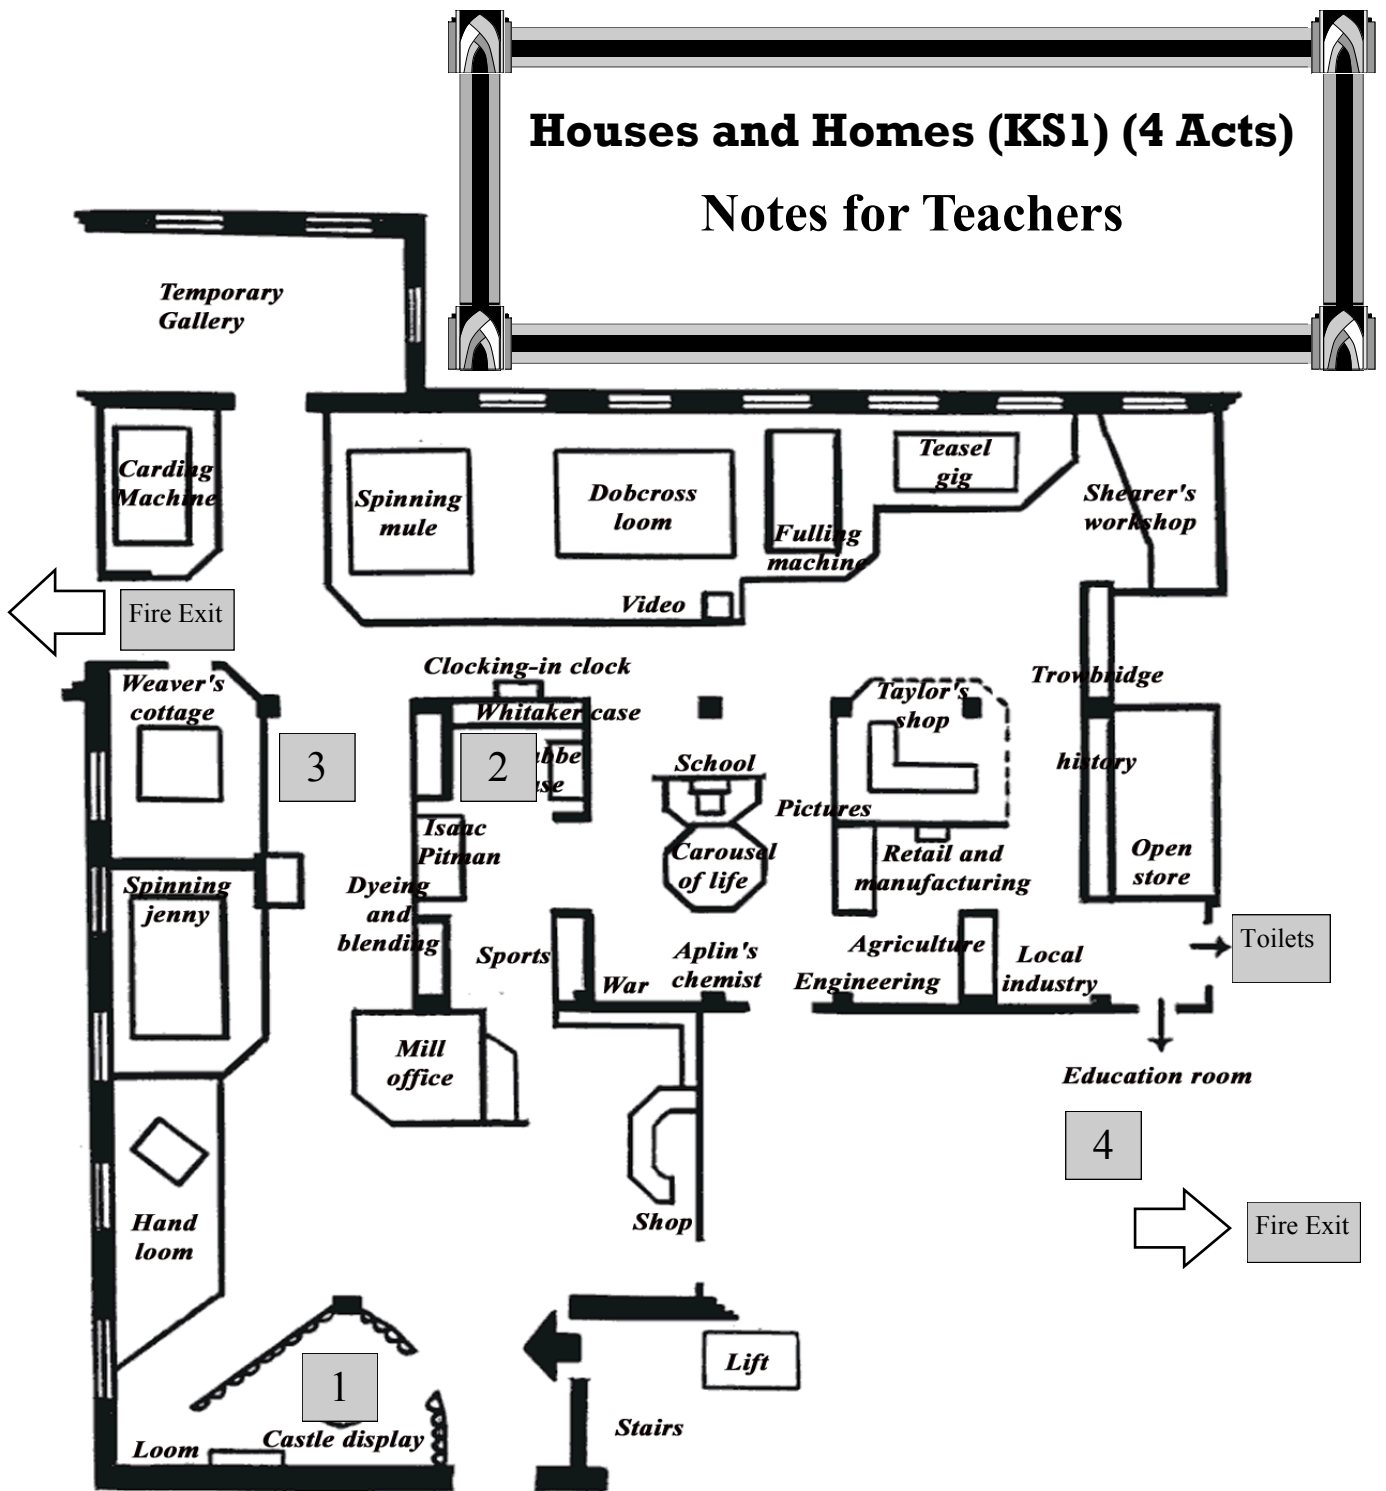 Houses and Homes (KS1) (4 Acts)
Notes for Teachers
Temporary
Gallery
Carding
Machine
Spinning
mule
Dobcross
loom
Fulling
machine
Teasel
gig
Shearer's
workshop
Fire Exit
Video
Clocking-in clock
Whitaker case
Weaver's
cottage
3
2
School
Taylor's
shop
Trowbridge
history
Pictures
Isaac
Pitman
Carousel
of life
Retail and
manufacturing
Open
store
Spinning
jenny
Dyeing
and
blending
Sports
War
Aplin's
chemist
Agriculture
Engineering
Local
industry
Toilets
Mill
office
Education room
4
Hand
loom
Shop
Fire Exit
1
Lift
Loom
Castle display
Stairs